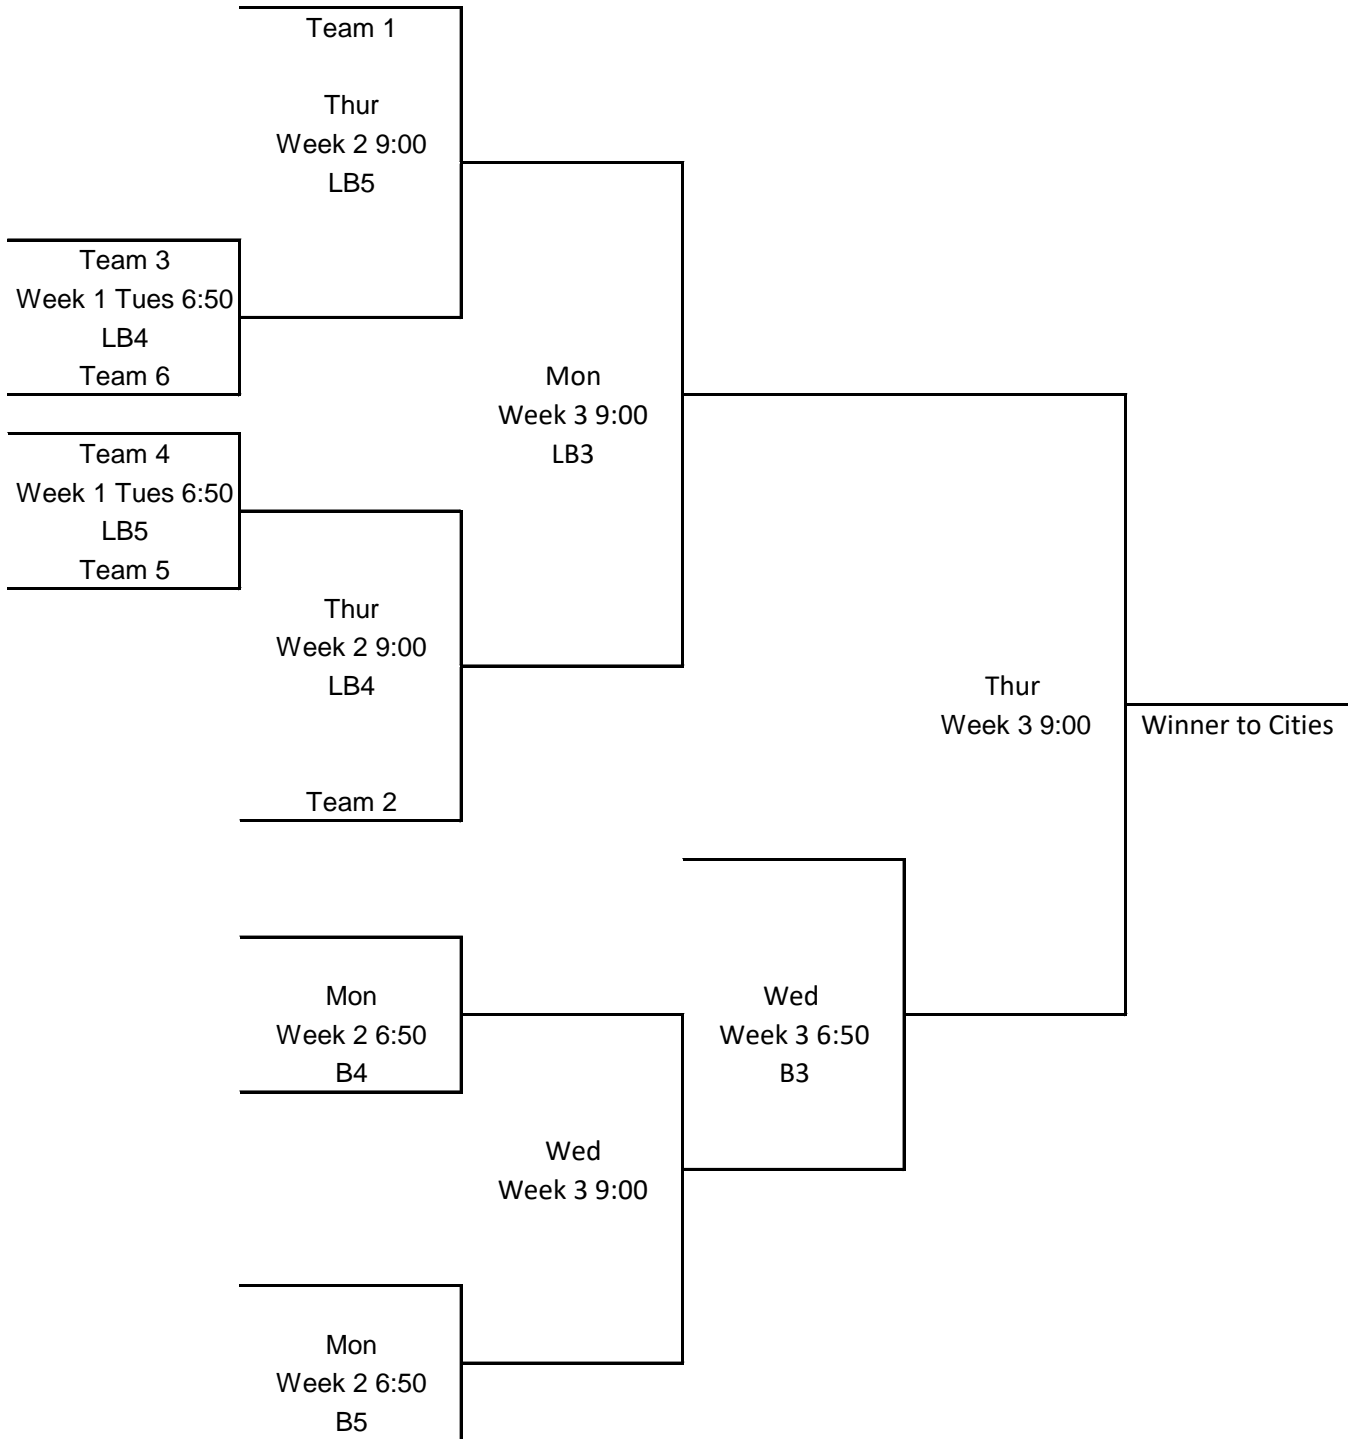 Team 1
Thur
Week 2 9:00
LB5
Team 3
Week 1 Tues 6:50
LB4
Team 6
Mon
Week 3 9:00
LB3
Team 4
Week 1 Tues 6:50
LB5
Team 5
Thur
Week 2 9:00
LB4
Team 2
Thur
Week 3 9:00
Winner to Cities
Mon
Week 2 6:50
B4
Wed
Week 3 6:50
B3
Wed
Week 3 9:00
Mon
Week 2 6:50
B5